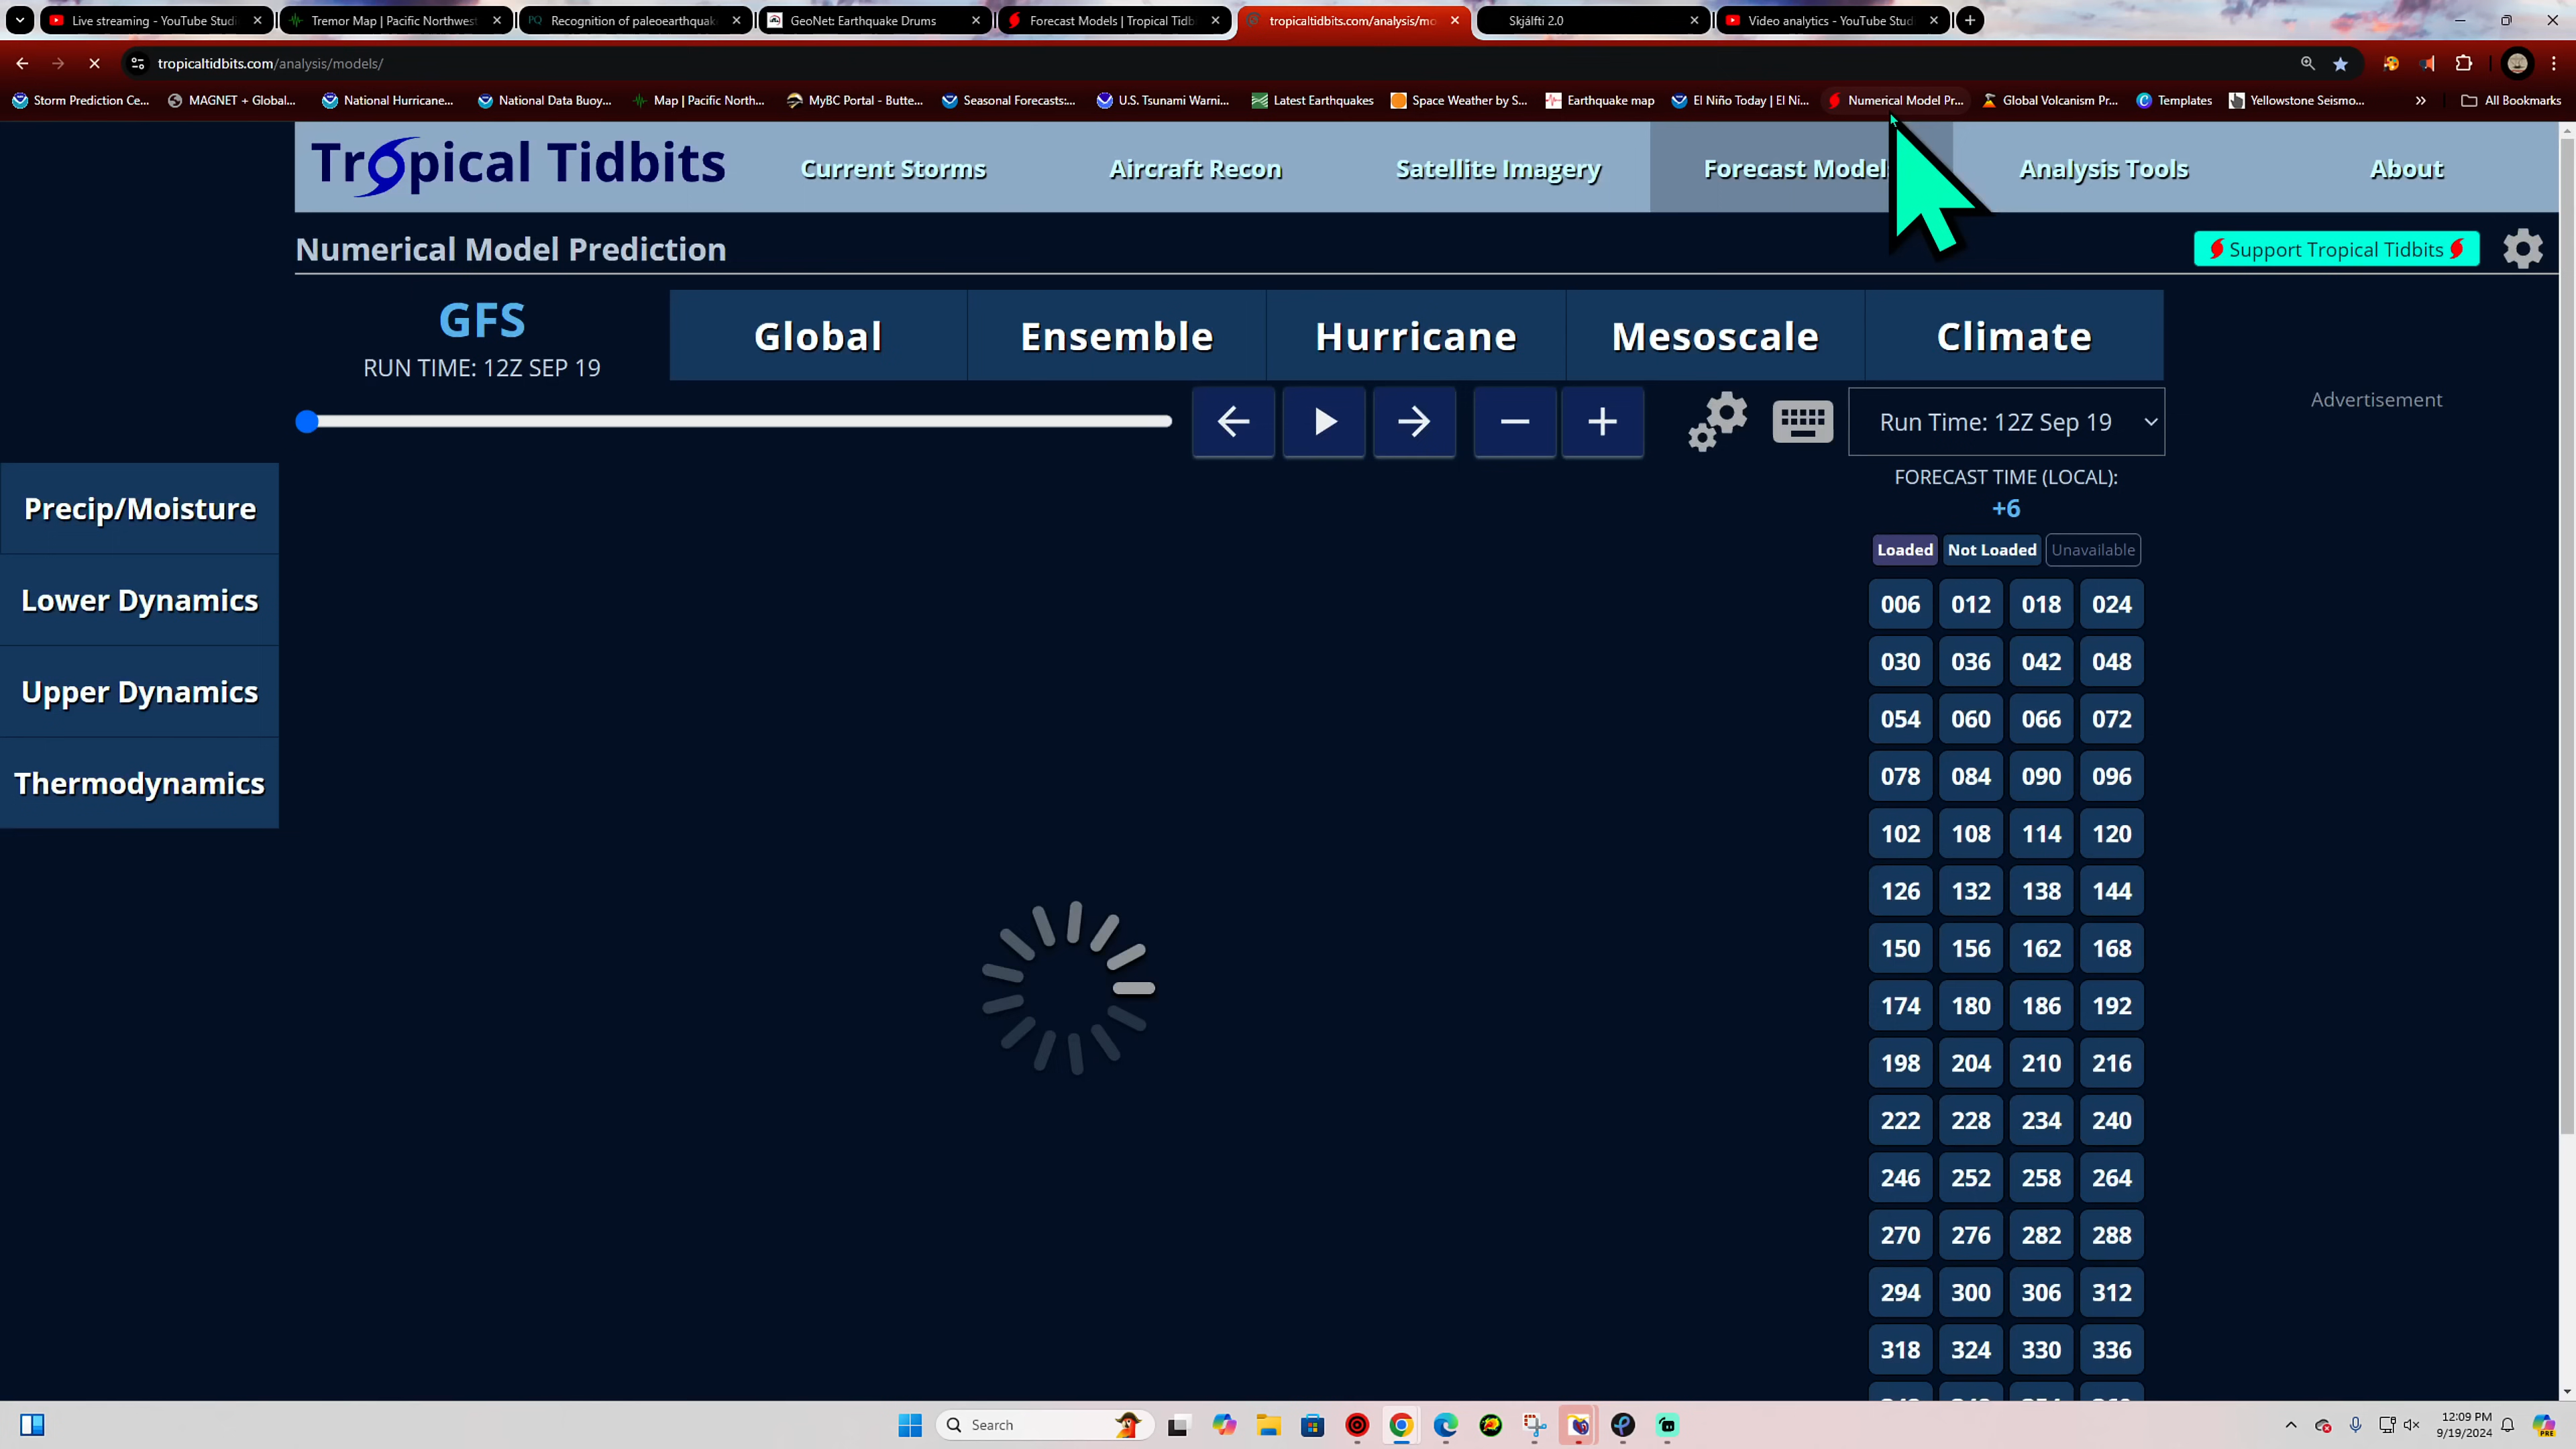 Live streaming - YouTube Studi
Tremor Map | Pacific Northwest
Recognition of paleoearthquak
GeoNet: Earthquake Drums
Forecast Models | Tropical Tidb
tropicaltidbits.com/analysis/mo
Skjálfti 2.0
Video analytics - YouTube Studi
tropicaltidbits.com/analysis/models/
Storm Prediction Ce...
MAGNET + Global...
National Hurricane...
National Data Buoy...
Map | Pacific North...
MyBC Portal - Butte...
Seasonal Forecasts:...
U.S. Tsunami Warni...
Latest Earthquakes
Space Weather by S...
Earthquake map
El Niño Today | El Ni...
Numerical Model Pr...
Global Volcanism Pr...
Templates
Yellowstone Seismo...
All Bookmarks
Tropical Tidbits
Current Storms
Aircraft Recon
Satellite Imagery
Forecast Models
Analysis Tools
About
Numerical Model Prediction
Support Tropical Tidbits
GFS
RUN TIME: 12Z SEP 19
Global
Ensemble
Hurricane
Mesoscale
Climate
Run Time: 12Z Sep 19
Advertisement
FORECAST TIME (LOCAL):
+6
Loaded Not Loaded Unavailable
Precip/Moisture
Lower Dynamics
Upper Dynamics
Thermodynamics
006 012 018 024
030 036 042 048
054 060 066 072
078 084 090 096
102 108 114 120
126 132 138 144
150 156 162 168
174 180 186 192
198 204 210 216
222 228 234 240
246 252 258 264
270 276 282 288
294 300 306 312
318 324 330 336
Search
12:09 PM
9/19/2024
PRE